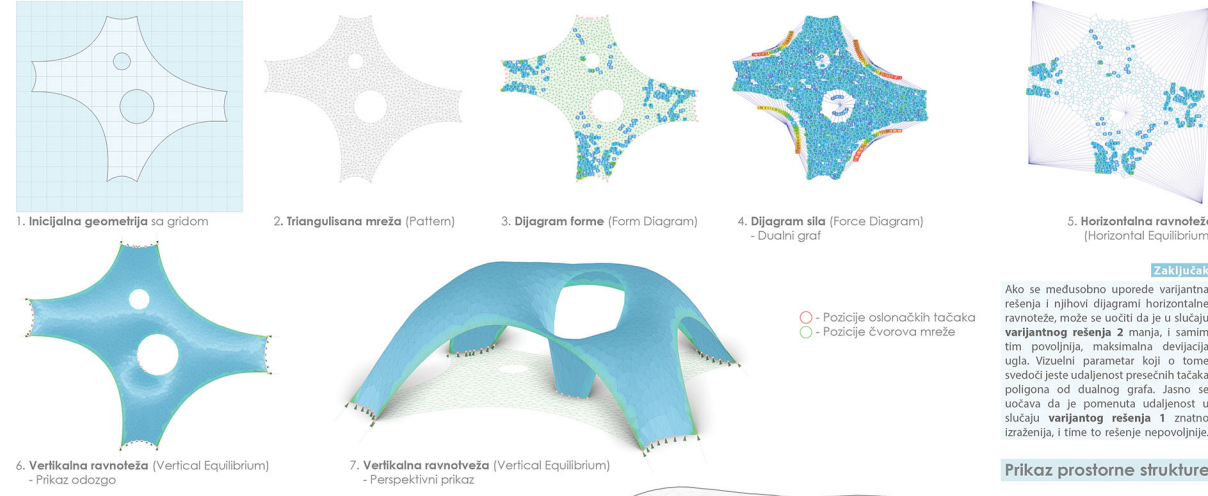 1. Inicijalna geometrija sa gridom
2. Triangulisana mreža (Pattern)
3. Dijagram forme (Form Diagram)
4. Dijagram sila (Force Diagram)
- Dualni graf
5. Horizontalna ravnoteža
(Horizontal Equilibrium
Zaključak
Ako se međusobno uporede varijantna
rešenja i njihovi dijagrami horizontalne
ravnoteže, može se uočiti da je u slučaju
varijantnog rešenja 2 manja, i samim
tim povoljnija, maksimalna devijacija
ugla. Vizuelni parametar koji o tome
svedoči jeste udaljenost presečnih tačaka
poligona od dualnog grafa. Jasno se
uočava da je pomenuta udaljenost u
slučaju varijantog rešenja 1 znatno
izraženija, i time to rešenje nepovoljnije.
- Pozicije oslonačkih tačaka
- Pozicije čvorova mreže
6. Vertikalna ravnoteža (Vertical Equilibrium)
- Prikaz odozgo
7. Vertikalna ravnotveža (Vertical Equilibrium)
- Perspektivni prikaz
Prikaz prostorne strukture